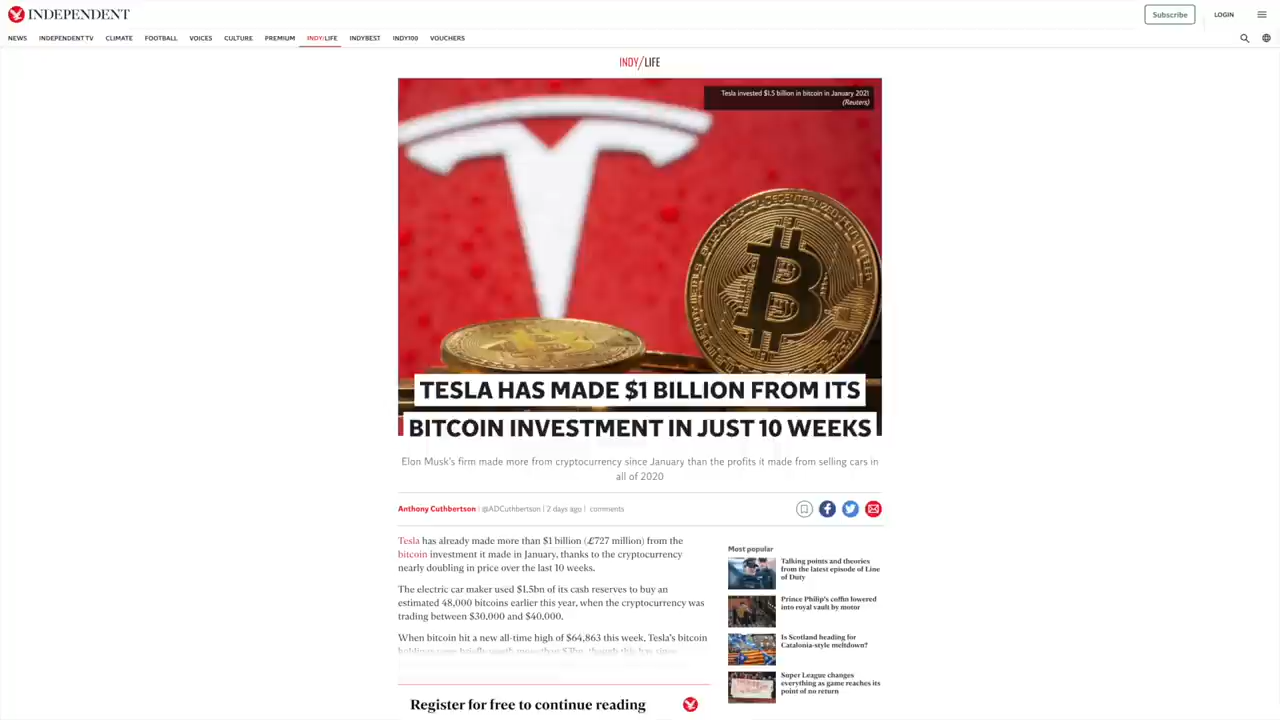 INDEPENDENT
Subscribe
LOGIN
NEWS INDEPENDENT TV CLIMATE FOOTBALL VOICES CULTURE PREMIUM INDY/LIFE INDYBEST INDY100 VOUCHERS
INDY/LIFE
Tesla invested $1.5 billion in bitcoin in January 2021
(Reuters)
TESLA HAS MADE $1 BILLION FROM ITS
BITCOIN INVESTMENT IN JUST 10 WEEKS
Elon Musk's firm made more from cryptocurrency since January than the profits it made from selling cars in
all of 2020
Anthony Cuthbertson | @ADCuthbertson | 2 days ago | comments
Tesla has already made more than $1 billion (£727 million) from the
bitcoin investment it made in January, thanks to the cryptocurrency
nearly doubling in price over the last 10 weeks.
The electric car maker used $1.5bn of its cash reserves to buy an
estimated 48,000 bitcoins earlier this year, when the cryptocurrency was
trading between $30,000 and $40,000.
When bitcoin hit a new all-time high of $64,863 this week, Tesla's bitcoin
Most popular
Talking points and theories
from the latest episode of Line
of Duty
Prince Philip's coffin lowered
into royal vault by motor
Is Scotland heading for
Catalonia-style meltdown?
Super League changes
everything as game reaches its
point of no return
Register for free to continue reading